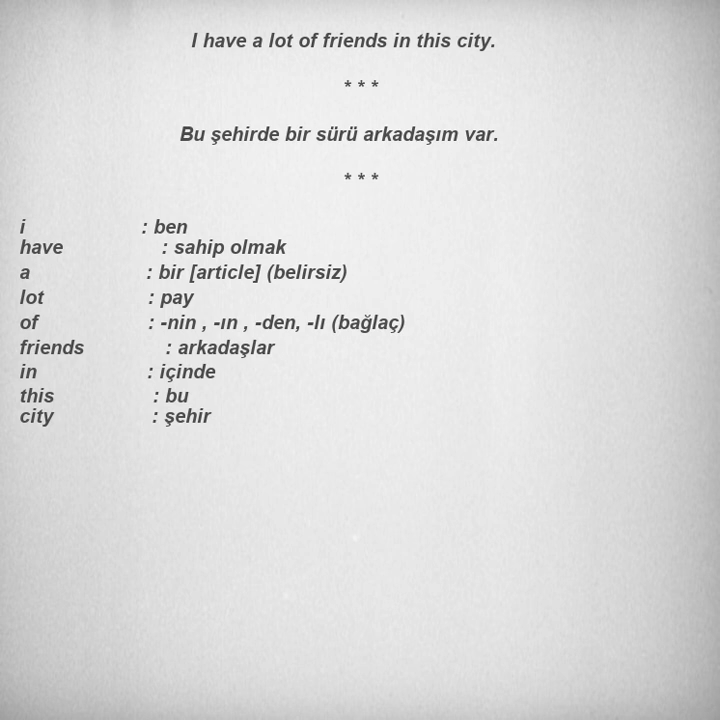 I have a lot of friends in this city.
* * *
Bu şehirde bir sürü arkadaşım var.
* * *
i : ben
have : sahip olmak
a : bir [article] (belirsiz)
lot : pay
of : -nin , -ın , -den, -lı (bağlaç)
friends : arkadaşlar
in : içinde
this : bu
city : şehir